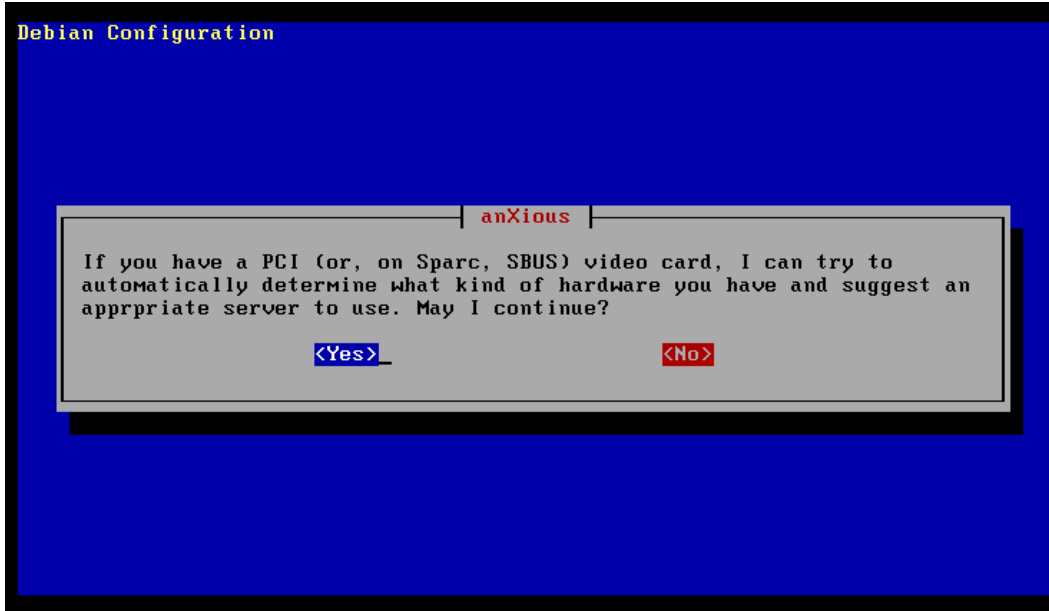 Debian Configuration
anXious
If you have a PCI (or, on Sparc, SBUS) video card, I can try to
automatically determine what kind of hardware you have and suggest an
apprpriate server to use. May I continue?
<Yes> <No>